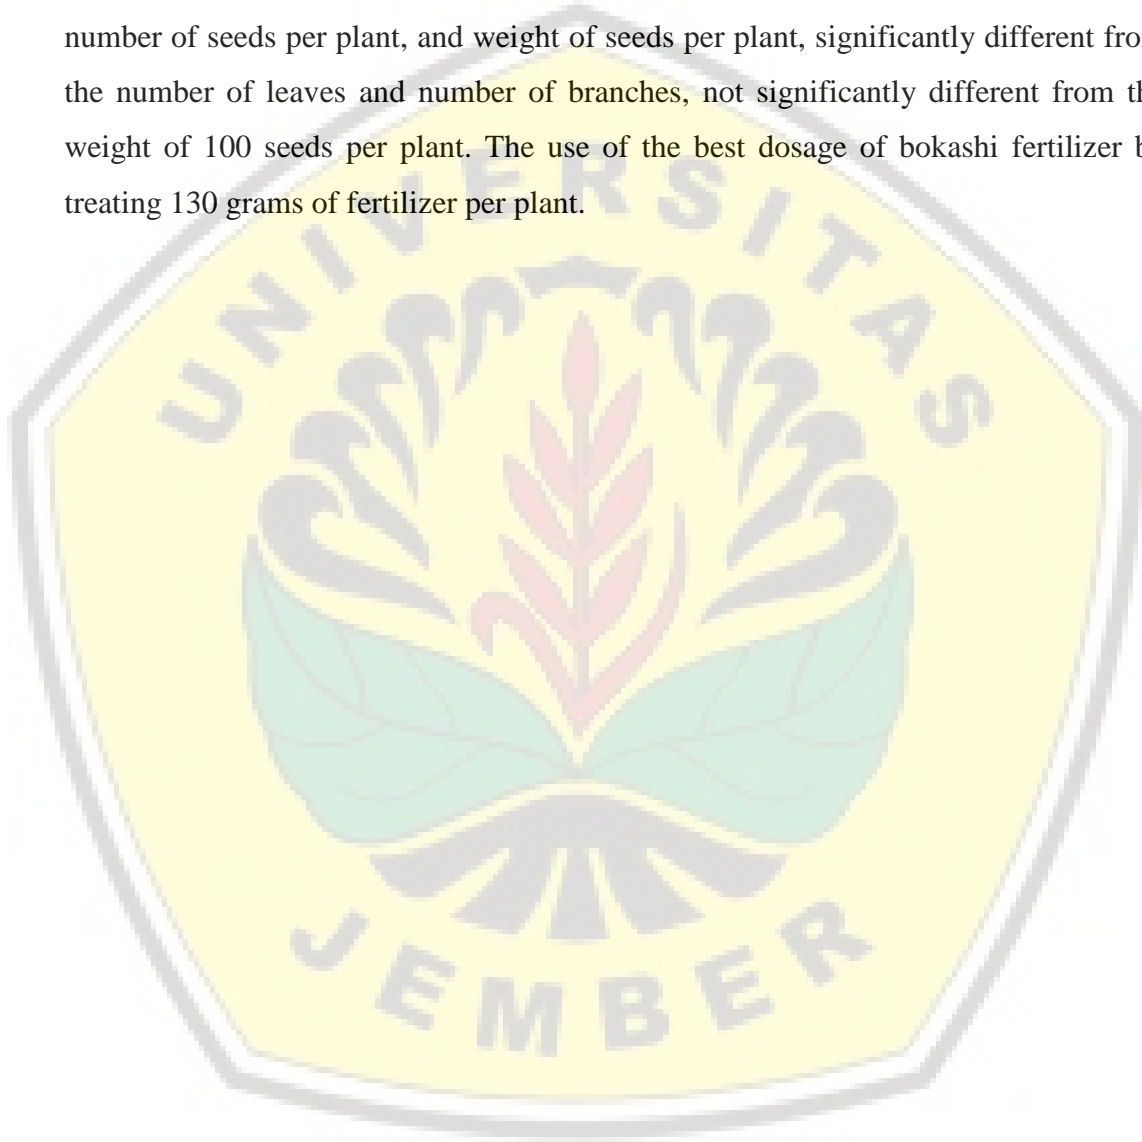 number of seeds per plant, and weight of seeds per plant, significantly different fro
the number of leaves and number of branches, not significantly different from th
weight of 100 seeds per plant. The use of the best dosage of bokashi fertilizer b
treating 130 grams of fertilizer per plant.
UNIVERSITAS
JEMBER